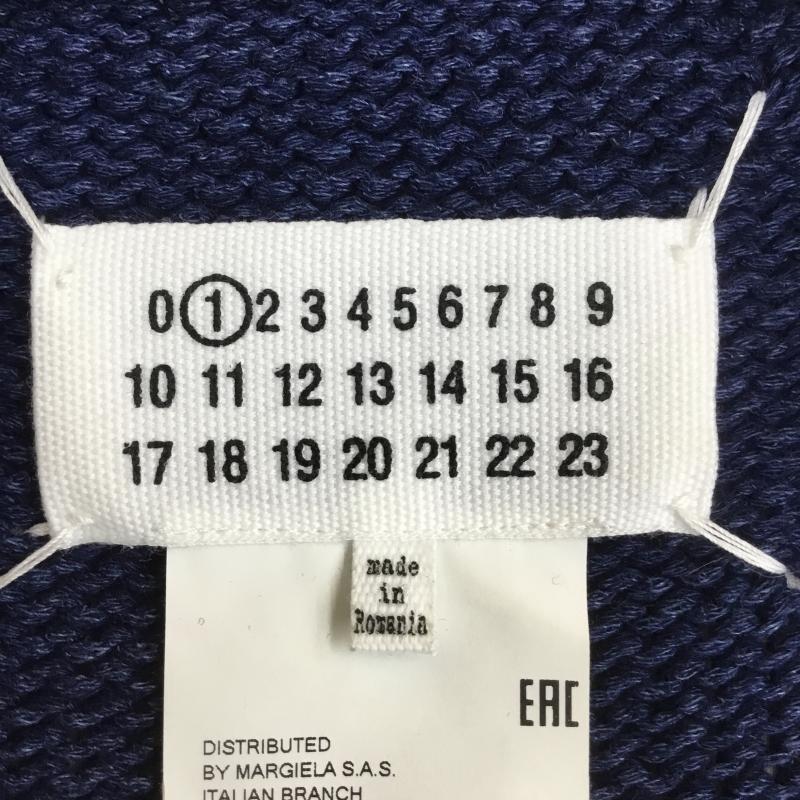 0 1 2 3 4 5 6 7 8 9
10 11 12 13 14 15 16
17 18 19 20 21 22 23
made
in
Romania
EAC
DISTRIBUTED
BY MARGIELA S.A.S.
ITALIAN BRANCH